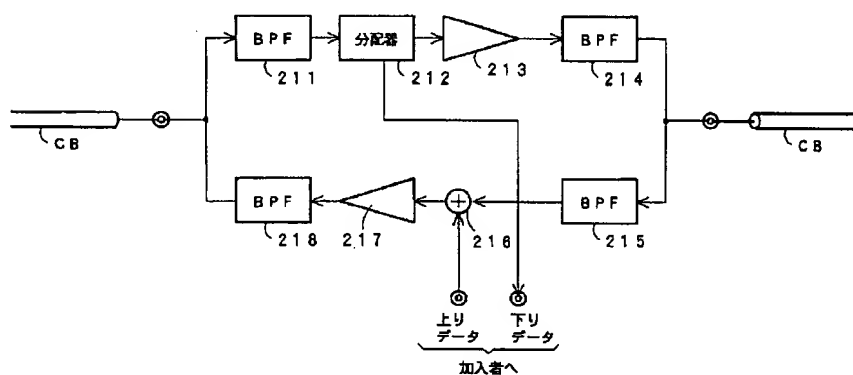 BPF
分配器
BPF
211
212
213
214
CB
CB
BPF
BPF
218
217
216
215
上り
データ
下り
データ
加入者へ